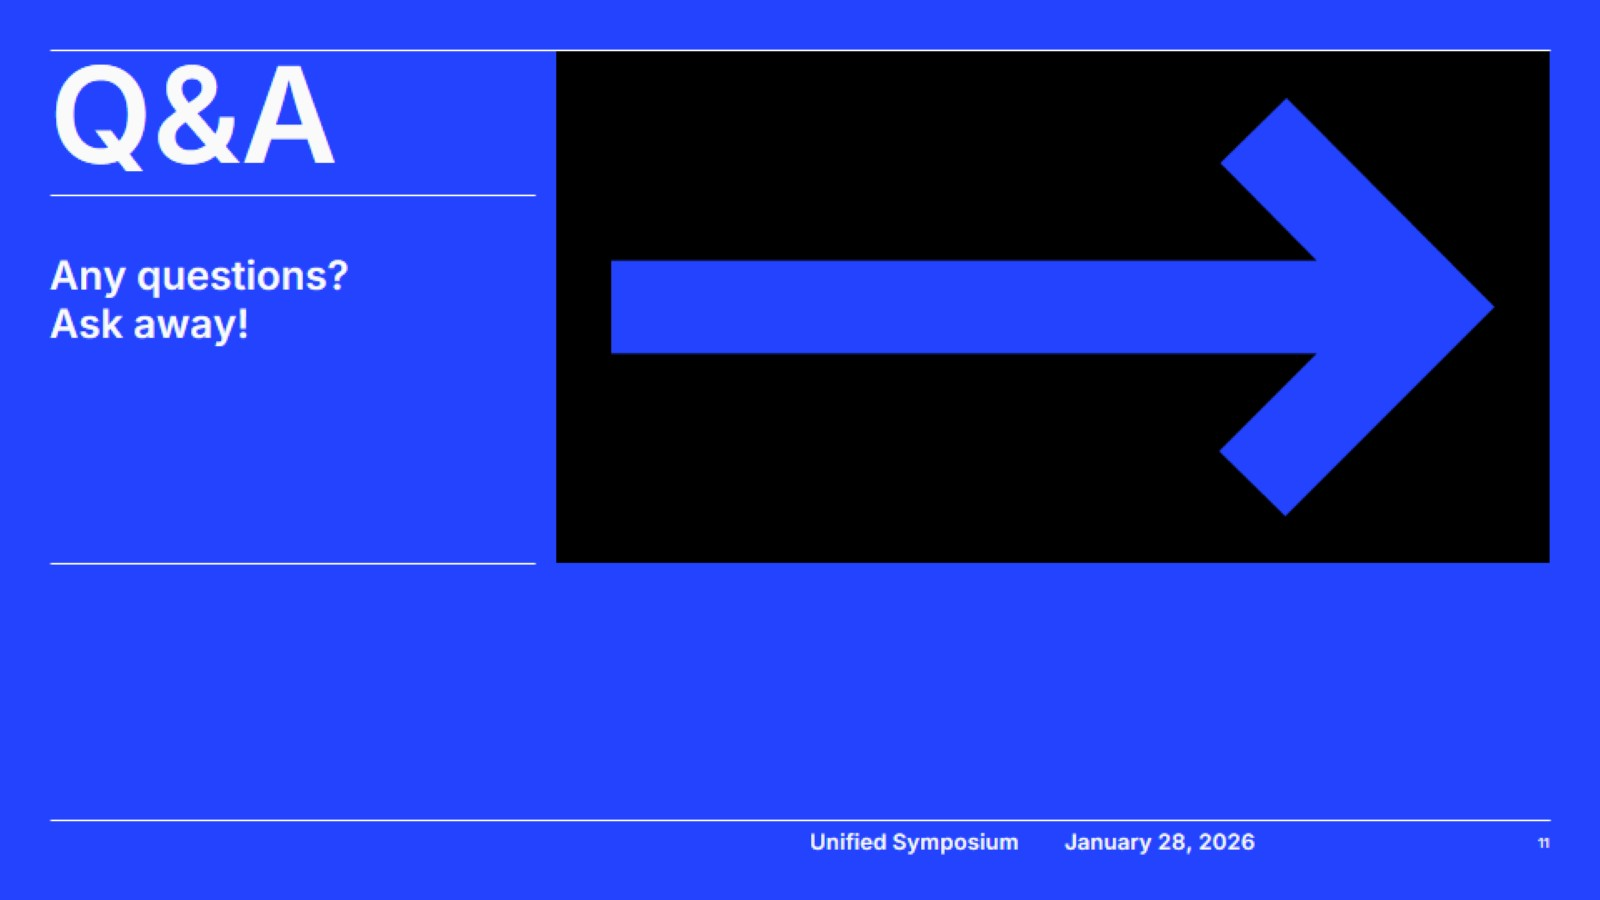 Q&A
Any questions?
Ask away!
Unified Symposium January 28, 2026 11